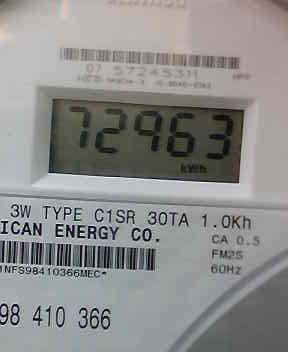 07 57245311
72963
kWh
3W TYPE C1SR 30TA 1.0Kh
ICAN ENERGY CO.
CA 0.5
FM2S
60Hz
1NFS98410366MEC*
98 410 366